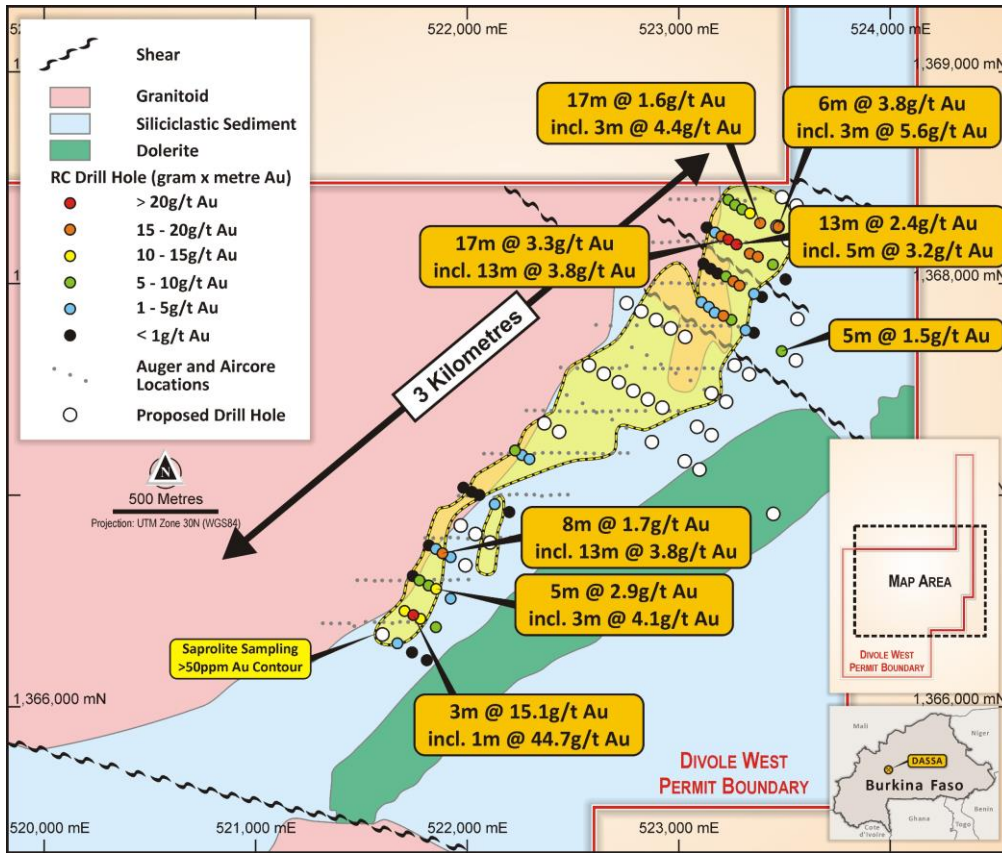 522,000 mE
523,000 mE
524,000 mE
1,369,000 mN
Shear
Granitoid
Siliciclastic Sediment
Dolerite
RC Drill Hole (gram x metre Au)
> 20g/t Au
15 - 20g/t Au
10 - 15g/t Au
5 - 10g/t Au
1 - 5g/t Au
< 1g/t Au
Auger and Aircore
Locations
Proposed Drill Hole
17m @ 1.6g/t Au
incl. 3m @ 4.4g/t Au
6m @ 3.8g/t Au
incl. 3m @ 5.6g/t Au
17m @ 3.3g/t Au
incl. 13m @ 3.8g/t Au
13m @ 2.4g/t Au
incl. 5m @ 3.2g/t Au
1,368,000 mN
5m @ 1.5g/t Au
3 Kilometres
N
500 Metres
Projection: UTM Zone 30N (WGS84)
8m @ 1.7g/t Au
incl. 13m @ 3.8g/t Au
5m @ 2.9g/t Au
incl. 3m @ 4.1g/t Au
Saprolite Sampling
>50ppm Au Contour
3m @ 15.1g/t Au
incl. 1m @ 44.7g/t Au
MAP AREA
DIVOLE WEST
PERMIT BOUNDARY
1,366,000 mN
1,366,000 mN
DIVOLE WEST
PERMIT BOUNDARY
Mali
Niger
DASSA
Burkina Faso
Benin
Ghana
Togo
Cote
d'Ivoire
520,000 mE
521,000 mE
522,000 mE
523,000 mE